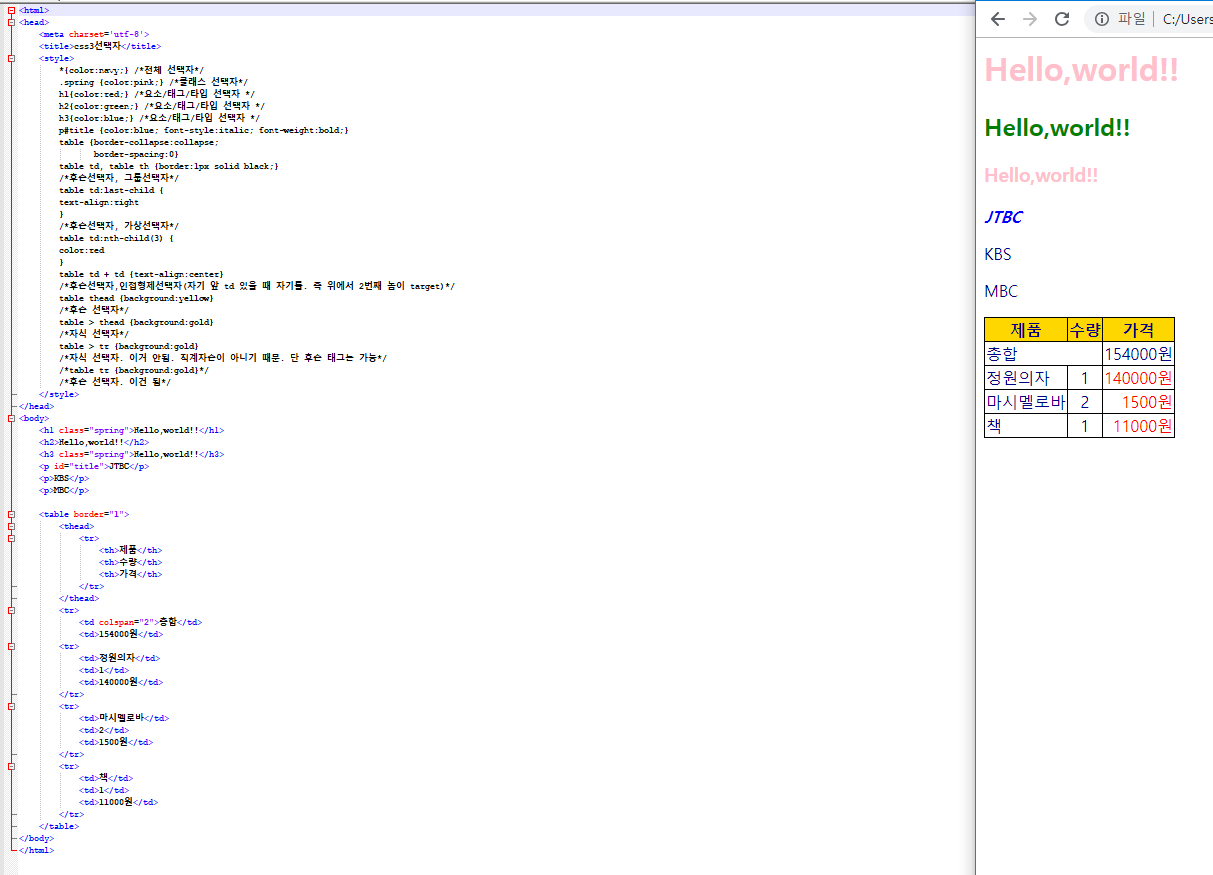 <html>
<head>
<meta charset='utf-8'>
<title>css3선택자</title>
<style>
*{color:navy;} /*전체 선택자*/
.spring {color:pink;} /*클래스 선택자*/
h1{color:red;} /*요소/태그/타입 선택자 */
h2{color:green;} /*요소/태그/타입 선택자 */
h3{color:blue;} /*요소/태그/타입 선택자 */
p#title {color:blue; font-style:italic; font-weight:bold;}
table {border-collapse:collapse;
border-spacing:0}
table td, table th {border:1px solid black;}
/*후손선택자, 그룹선택자*/
table td:last-child {
text-align:right
}
/*후손선택자, 가상선택자*/
table td:nth-child(3) {
color:red
}
table td + td {text-align:center}
/*후손선택자,인접형제선택자(자기 앞 td 있을 때 자기를. 즉 위에서 2번째 놈이 target)*/
table thead {background:yellow}
/*후손 선택자*/
table > thead {background:gold}
/*자식 선택자*/
table > tr {background:gold}
/*자식 선택자. 이거 안됨. 직계자손이 아니기 때문. 단 후손 태그는 가능*/
/*table tr {background:gold}*/
/*후손 선택자. 이건 됨*/
</style>
</head>
<body>
<h1 class="spring">Hello,world!!</h1>
<h2>Hello,world!!</h2>
<h3 class="spring">Hello,world!!</h3>
<p id="title">JTBC</p>
<p>KBS</p>
<p>MBC</p>
<table border="1">
<thead>
<tr>
<th>제품</th>
<th>수량</th>
<th>가격</th>
</tr>
</thead>
<tr>
<td colspan="2">총합</td>
<td>154000원</td>
<tr>
<td>정원의자</td>
<td>1</td>
<td>140000원</td>
</tr>
<tr>
<td>마시멜로바</td>
<td>2</td>
<td>1500원</td>
</tr>
<tr>
<td>책</td>
<td>1</td>
<td>11000원</td>
</tr>
</table>
</body>
</html>
파일 | C:/Users
Hello,world!!
Hello,world!!
Hello,world!!
JTBC
KBS
MBC
제품 수량 가격
총합 154000원
정원의자 1 140000원
마시멜로바 2 1500원
책 1 11000원